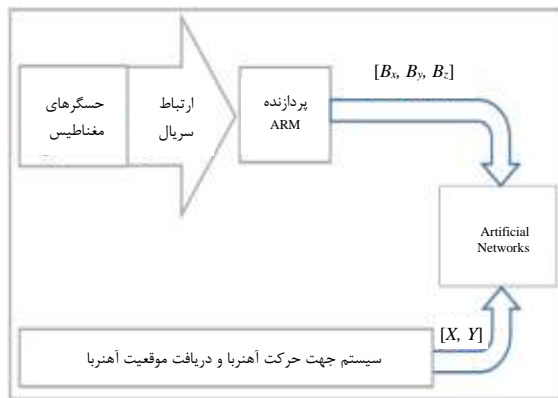 حسگرهای
مغناطیس
ارتباط
سریال
پردازنده
ARM
[Bx, By, Bz]
Artificial
Networks
[X, Y]
سیستم جهت حرکت آهنربا و دریافت موقعیت آهنربا